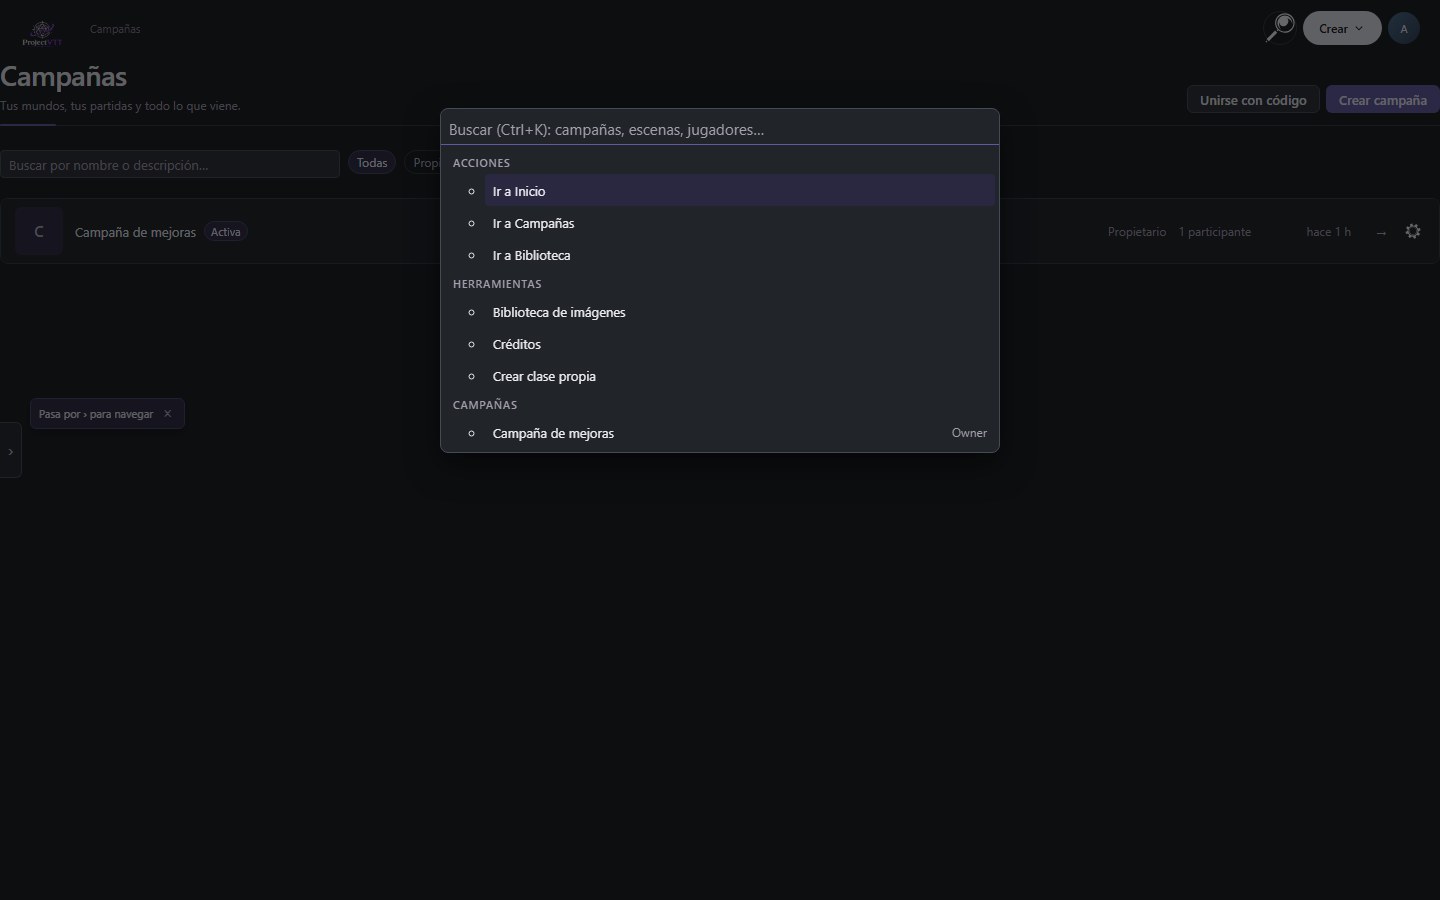 ProjectVTT
Campañas
Crear
A
Campañas
Tus mundos, tus partidas y todo lo que viene.
Unirse con código
Crear campaña
Buscar (Ctrl+K): campañas, escenas, jugadores...
Buscar por nombre o descripción...
Todas
Propi
ACCIONES
Ir a Inicio
Ir a Campañas
Ir a Biblioteca
C
Campaña de mejoras
Activa
Propietario
1 participante
hace 1 h
→
HERRAMIENTAS
Biblioteca de imágenes
Créditos
Crear clase propia
CAMPAÑAS
Campaña de mejoras
Owner
Pasa por › para navegar
×
›